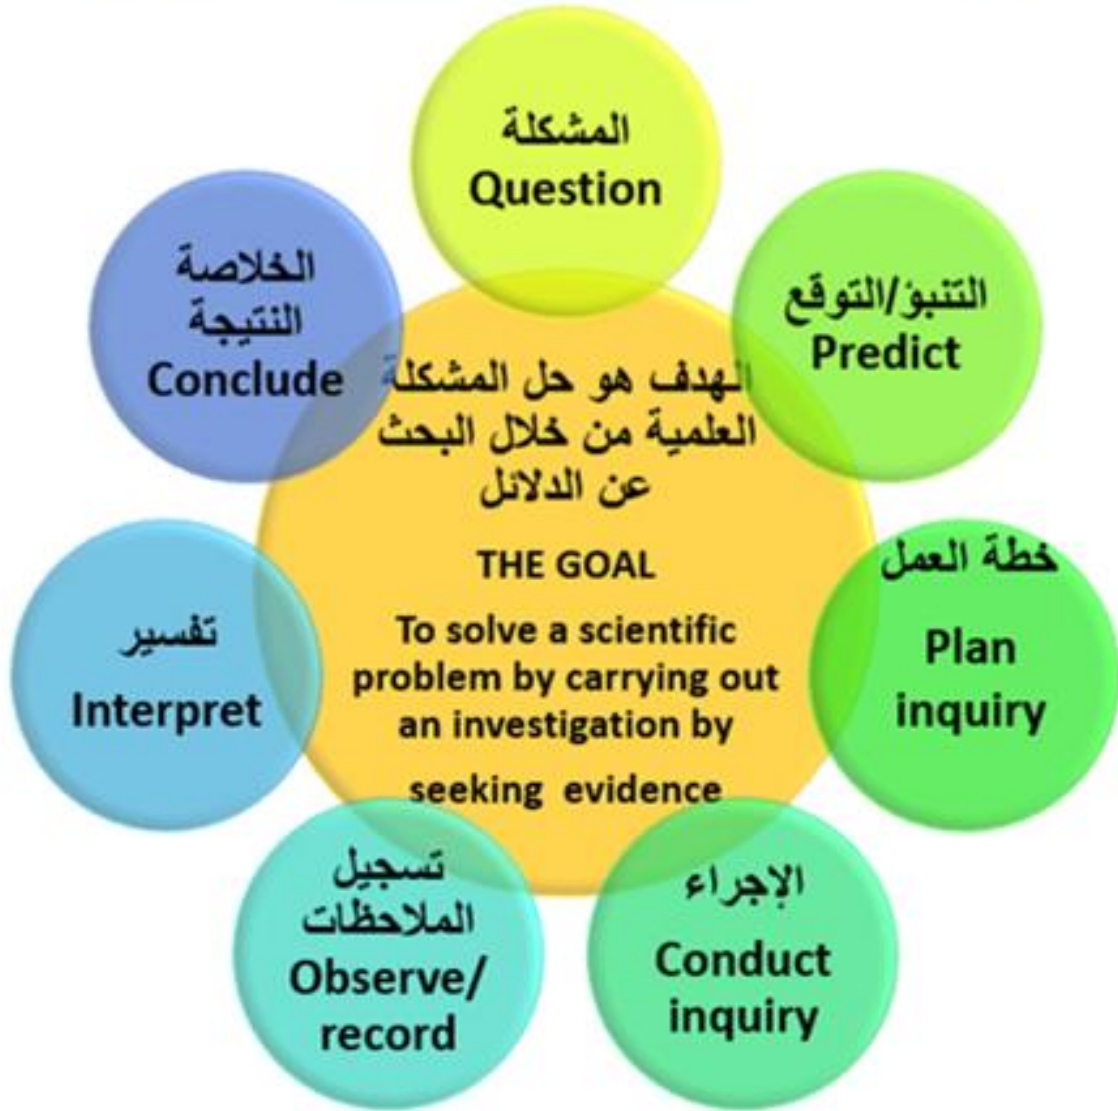 المشكلة
Question
التنبؤ/التوقع
Predict
خطة العمل
Plan
inquiry
الإجراء
Conduct
inquiry
تسجيل
الملاحظات
Observe/
record
تفسير
Interpret
الخلاصة
النتيجة
Conclude
الهدف هو حل المشكلة
العلمية من خلال البحث
عن الدلائل
THE GOAL
To solve a scientific
problem by carrying out
an investigation by
seeking evidence